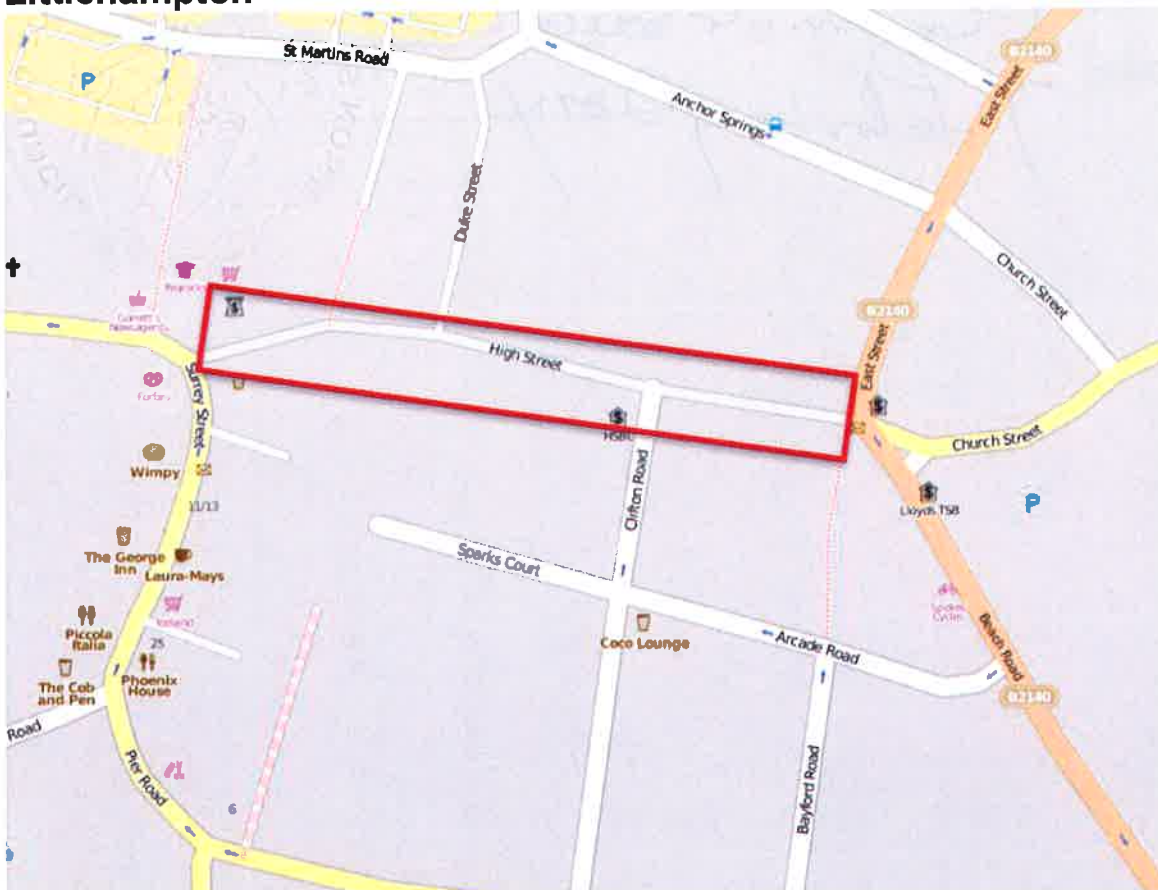 Littlehampton
St Martins Road
P
Anchor Springs
East Street
B2140
Duke Street
Church Street
B2140
East Street
High Street
Surrey Street
HSBC
Church Street
Lloyds TSB
P
Wimpy
11/13
Clifton Road
The George
Inn
Laura-Mays
Sparks Court
Iceland
Piccola
Italia
25
Coco Lounge
Arcade Road
Beach Road
Phoenix
House
The Cob
and Pen
B2140
Road
Pier Road
6
Bayford Road